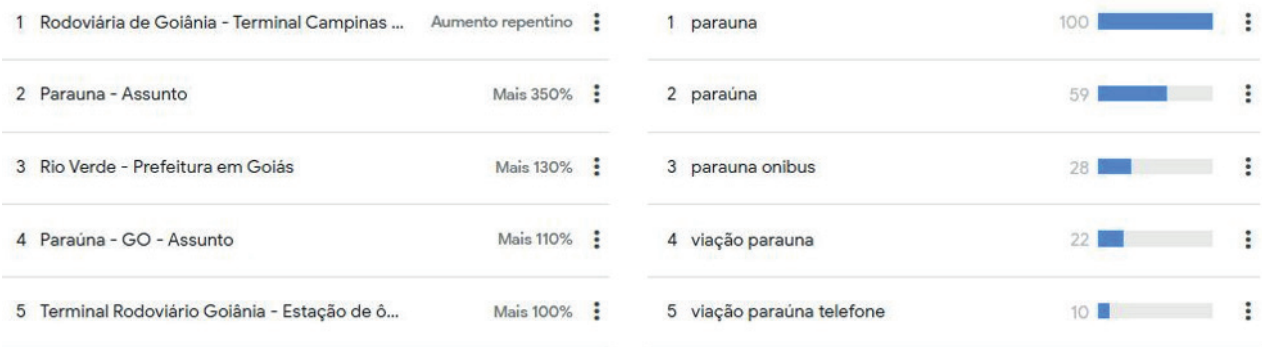 1 Rodoviária de Goiânia - Terminal Campinas ... Aumento repentino
2 Parauna - Assunto Mais 350%
3 Rio Verde - Prefeitura em Goiás Mais 130%
4 Paraúna - GO - Assunto Mais 110%
5 Terminal Rodoviário Goiânia - Estação de ô... Mais 100%
1 parauna 100
2 paraúna 59
3 parauna onibus 28
4 viação parauna 22
5 viação paraúna telefone 10